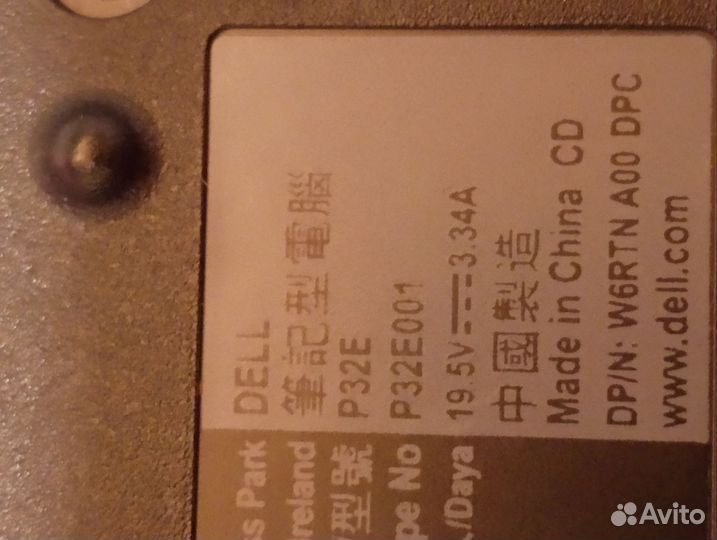 ss Park DELL
reland 筆記型電腦
型號 P32E
pe No P32E001
/Daya 19.5V 3.34A
中國製造
Made in China CD
DP/N: W6RTN A00 DPC
www.dell.com
Avito